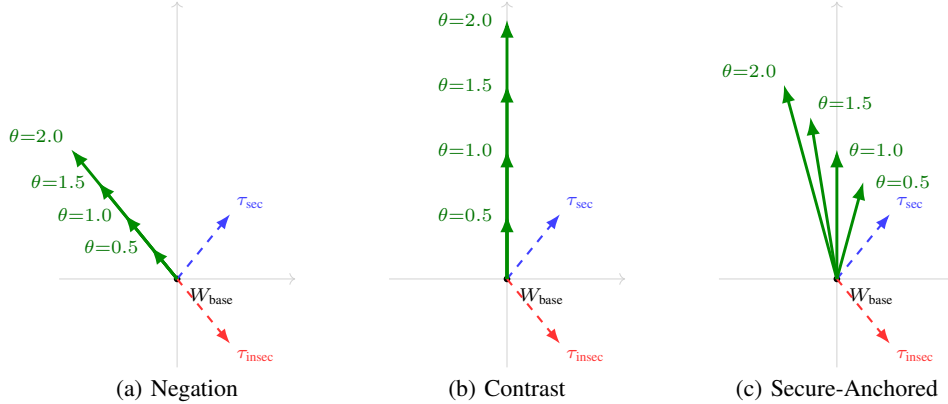 θ=2.0
θ=1.5
θ=1.0
θ=0.5
τsec
Wbase
τinsec
(a) Negation
θ=2.0
θ=1.5
θ=1.0
θ=0.5
τsec
Wbase
τinsec
(b) Contrast
θ=2.0
θ=1.5
θ=1.0
θ=0.5
τsec
Wbase
τinsec
(c) Secure-Anchored